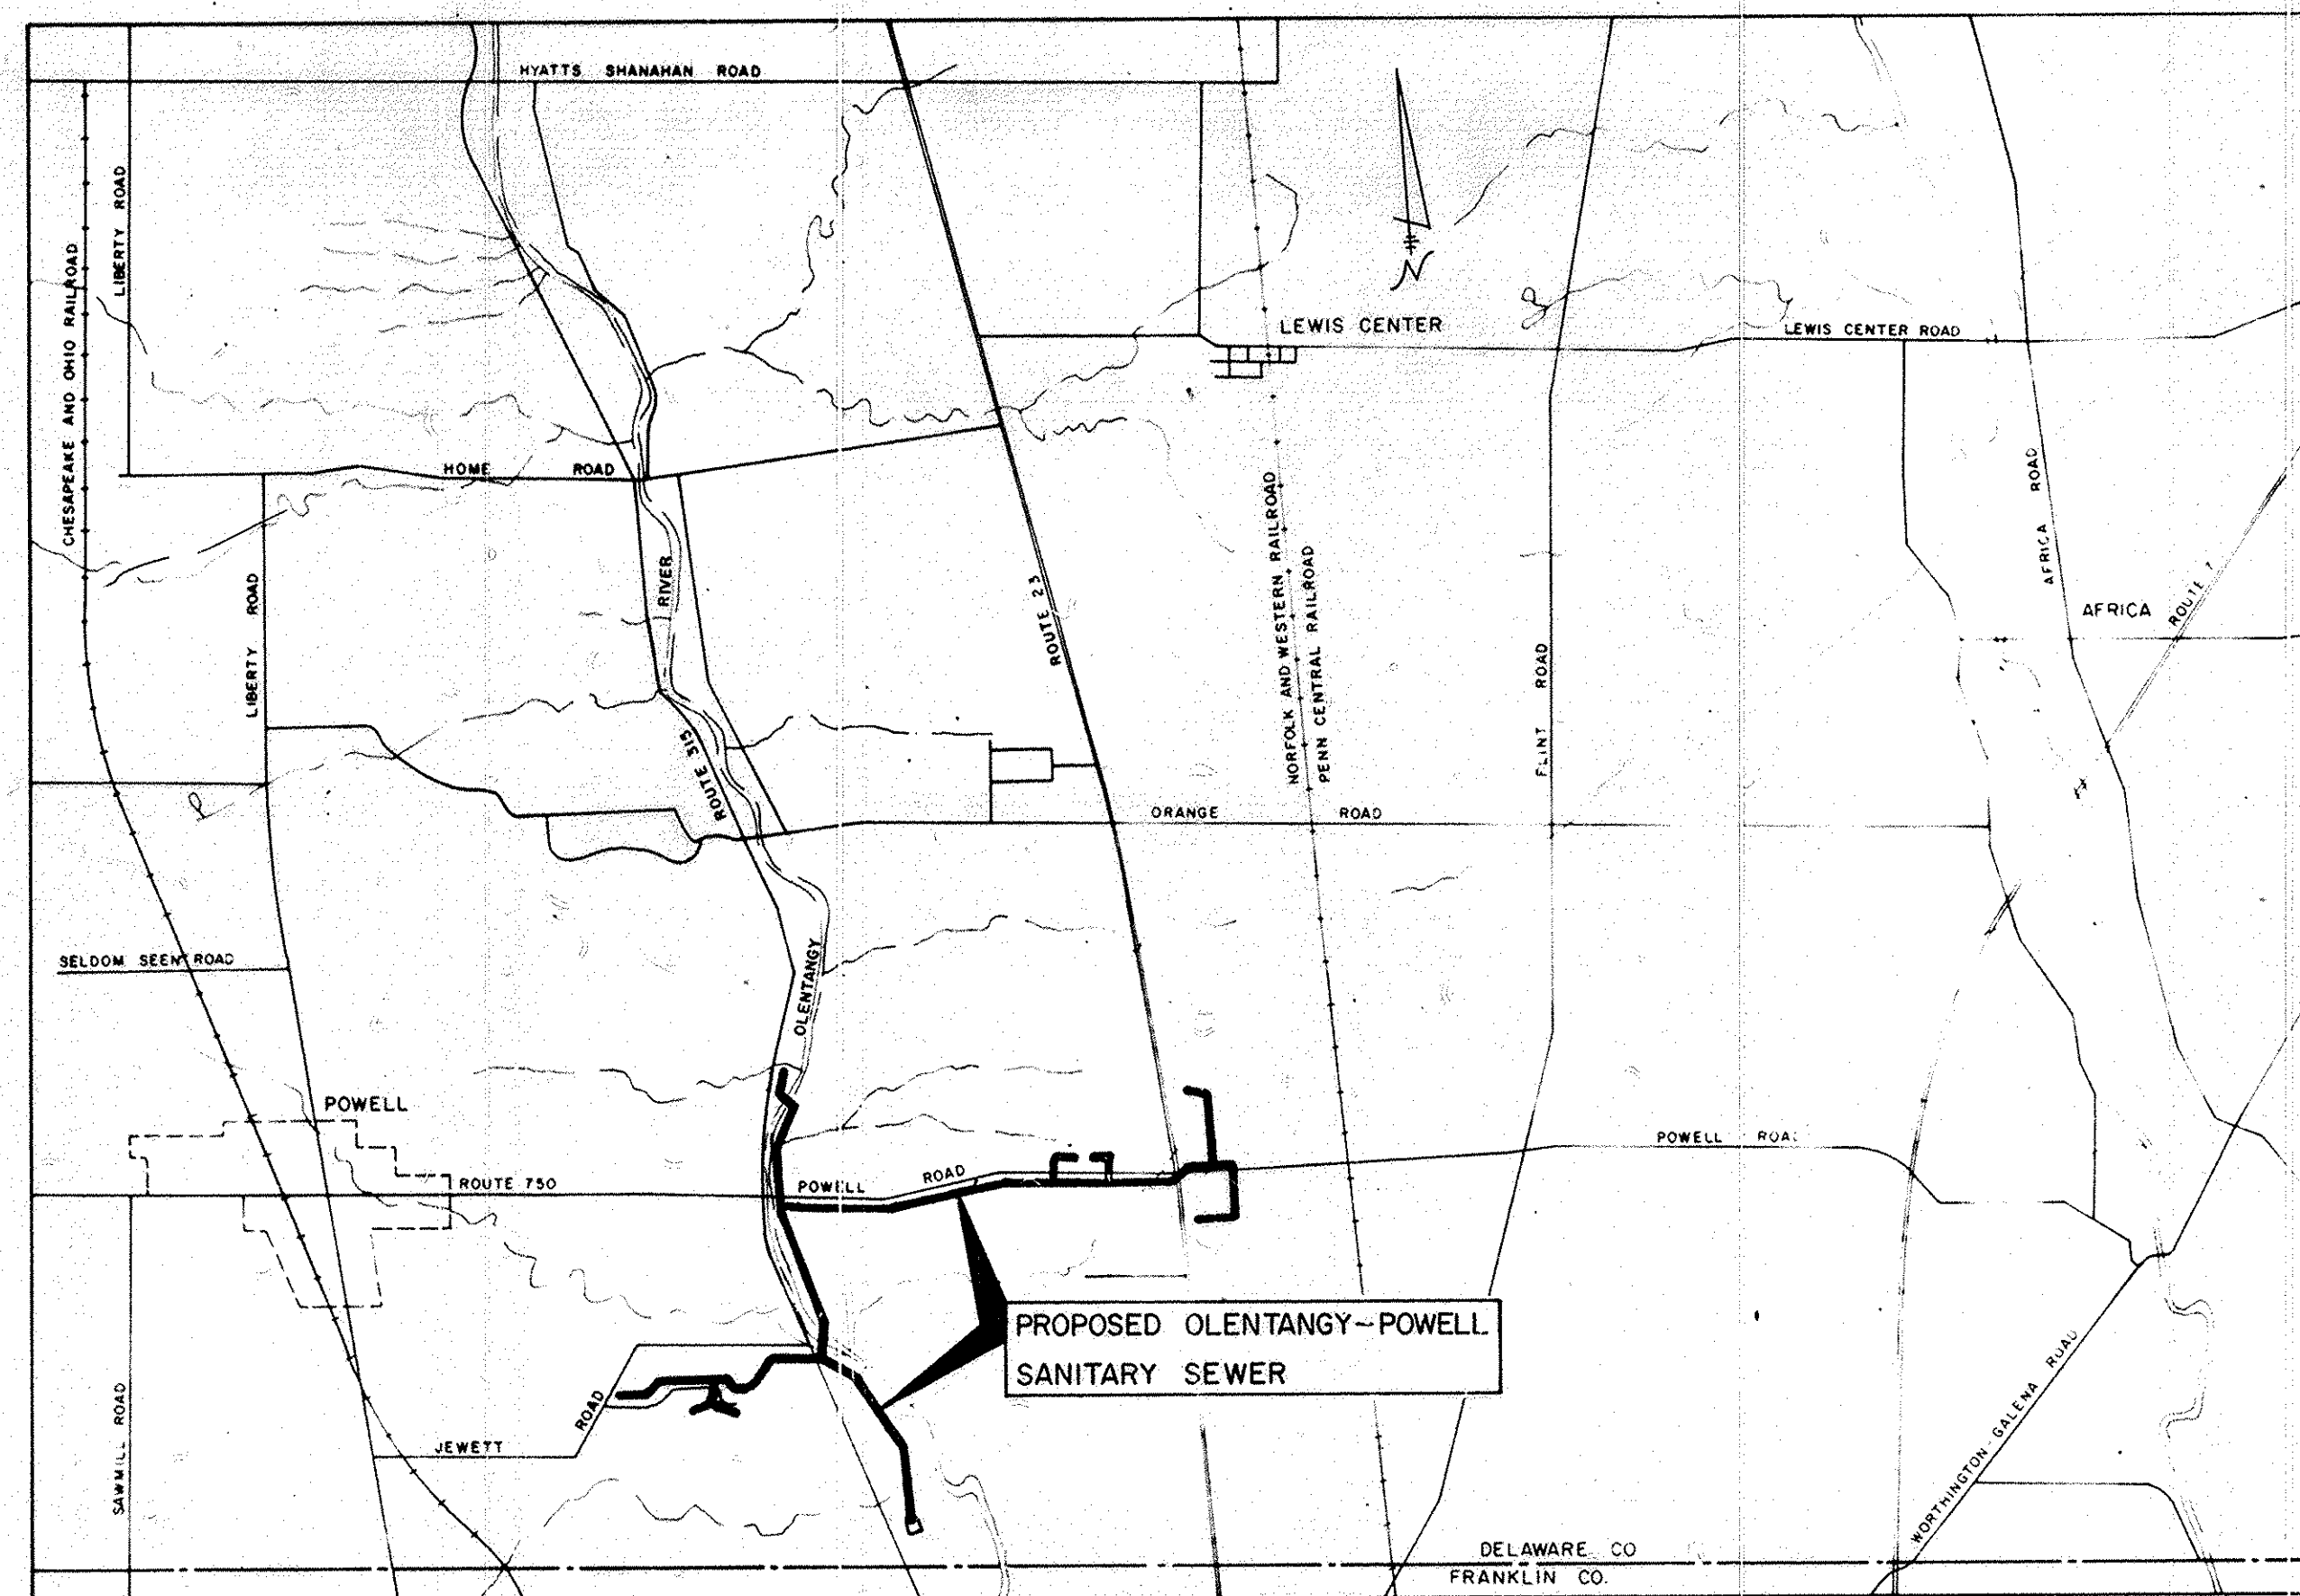 HYATTS SHANAHAN ROAD
LIBERTY ROAD
CHESAPEAKE AND OHIO RAILROAD
N
LEWIS CENTER
LEWIS CENTER ROAD
HOME ROAD
LIBERTY ROAD
RIVER
ROUTE 23
NORFOLK AND WESTERN RAILROAD
PENN CENTRAL RAILROAD
FLINT ROAD
AFRICA ROAD
AFRICA
ROUTE ?
ROUTE 315
ORANGE ROAD
SELDOM SEEN ROAD
OLENTANGY
POWELL
ROUTE 750
POWELL ROAD
POWELL ROAD
PROPOSED OLENTANGY-POWELL
SANITARY SEWER
SAWMILL ROAD
JEWETT ROAD
WORTHINGTON-GALENA ROAD
DELAWARE CO
FRANKLIN CO.